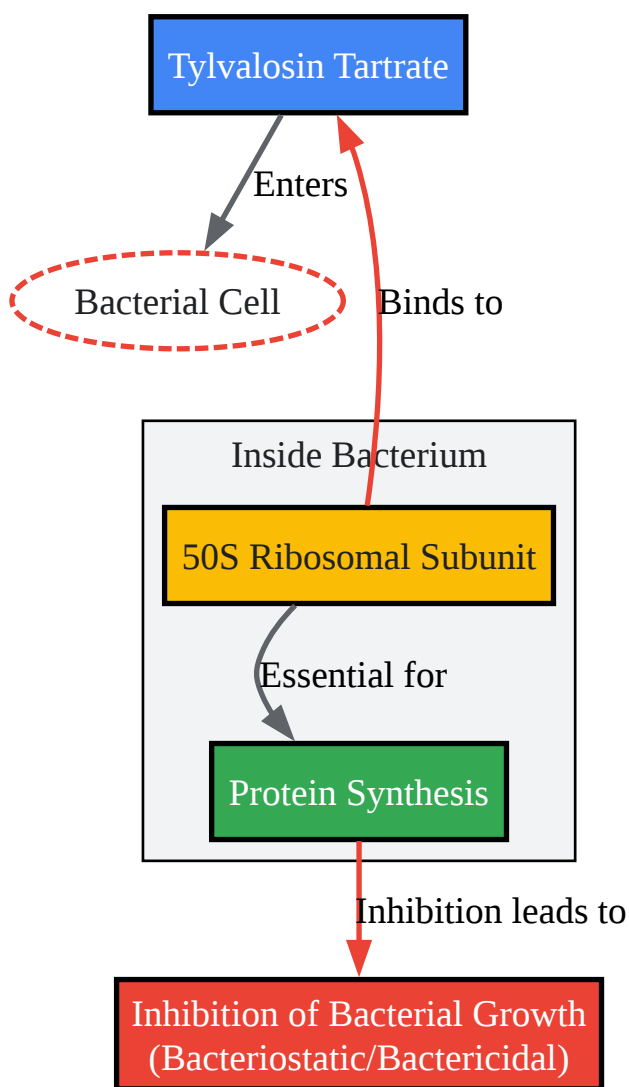 Tylvalosin Tartrate
Enters
Bacterial Cell
Binds to
Inside Bacterium
50S Ribosomal Subunit
Essential for
Protein Synthesis
Inhibition leads to
Inhibition of Bacterial Growth
(Bacteriostatic/Bactericidal)